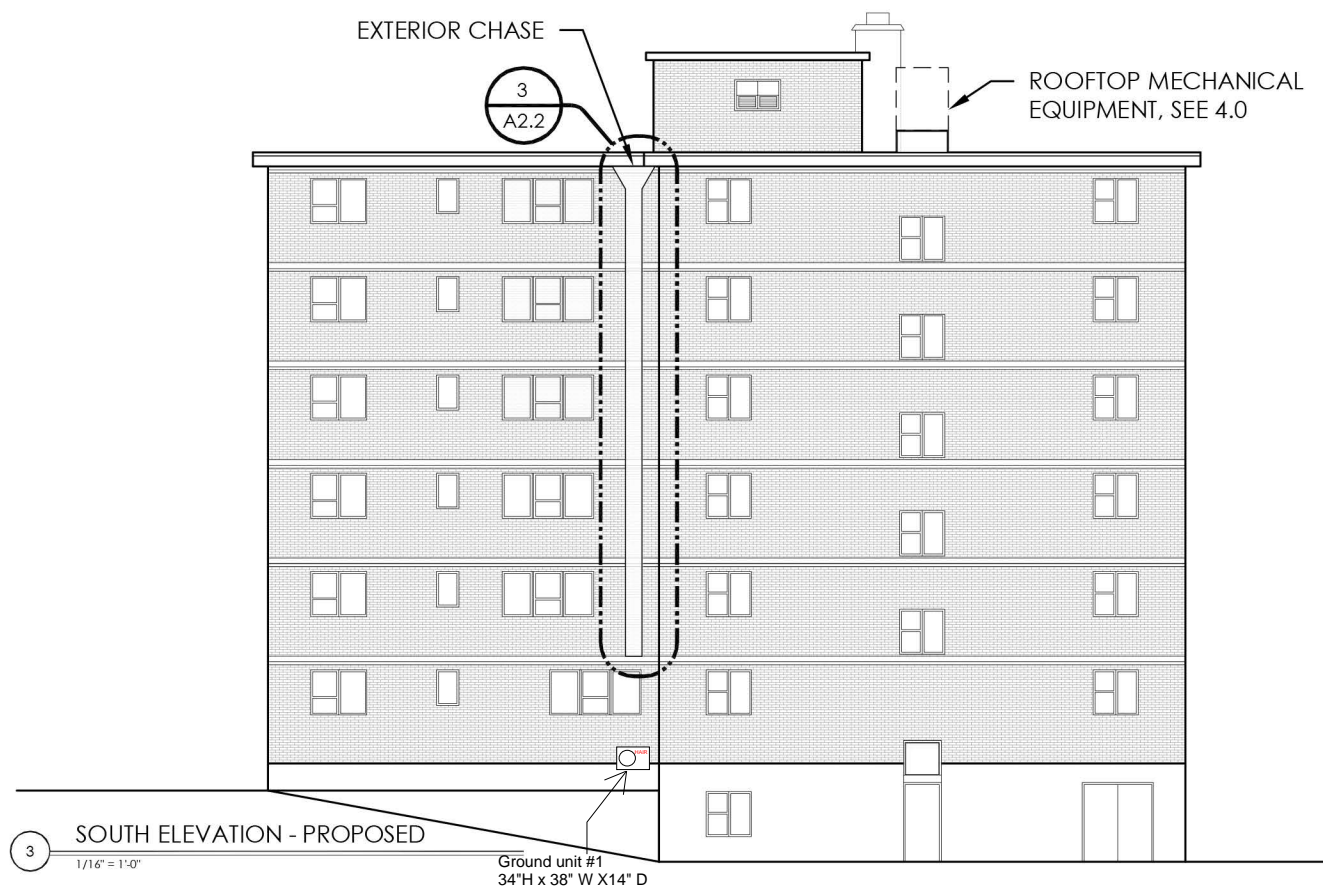 EXTERIOR CHASE
3
A2.2
ROOFTOP MECHANICAL
EQUIPMENT, SEE 4.0
HAIR
3
SOUTH ELEVATION - PROPOSED
1/16" = 1'-0"
Ground unit #1
34"H x 38" W X14" D